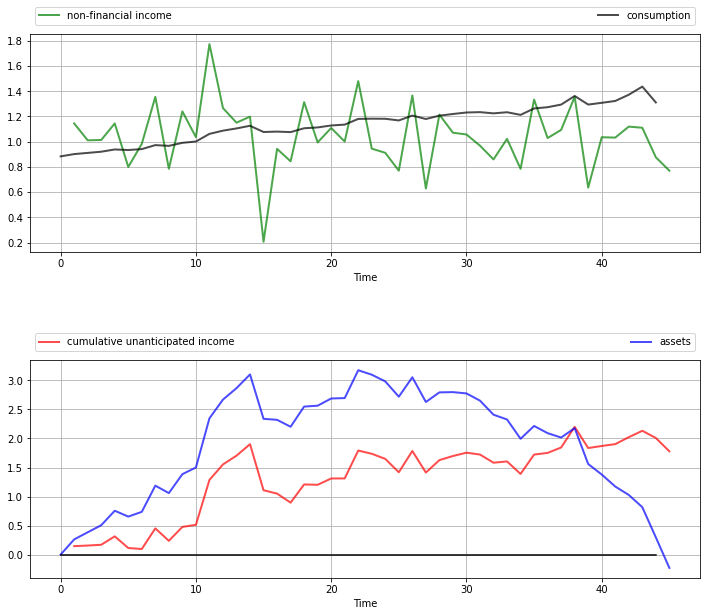 non-financial income consumption
1.8
1.6
1.4
1.2
1.0
0.8
0.6
0.4
0.2
0 10 20 30 40
Time
cumulative unanticipated income assets
3.0
2.5
2.0
1.5
1.0
0.5
0.0
0 10 20 30 40
Time